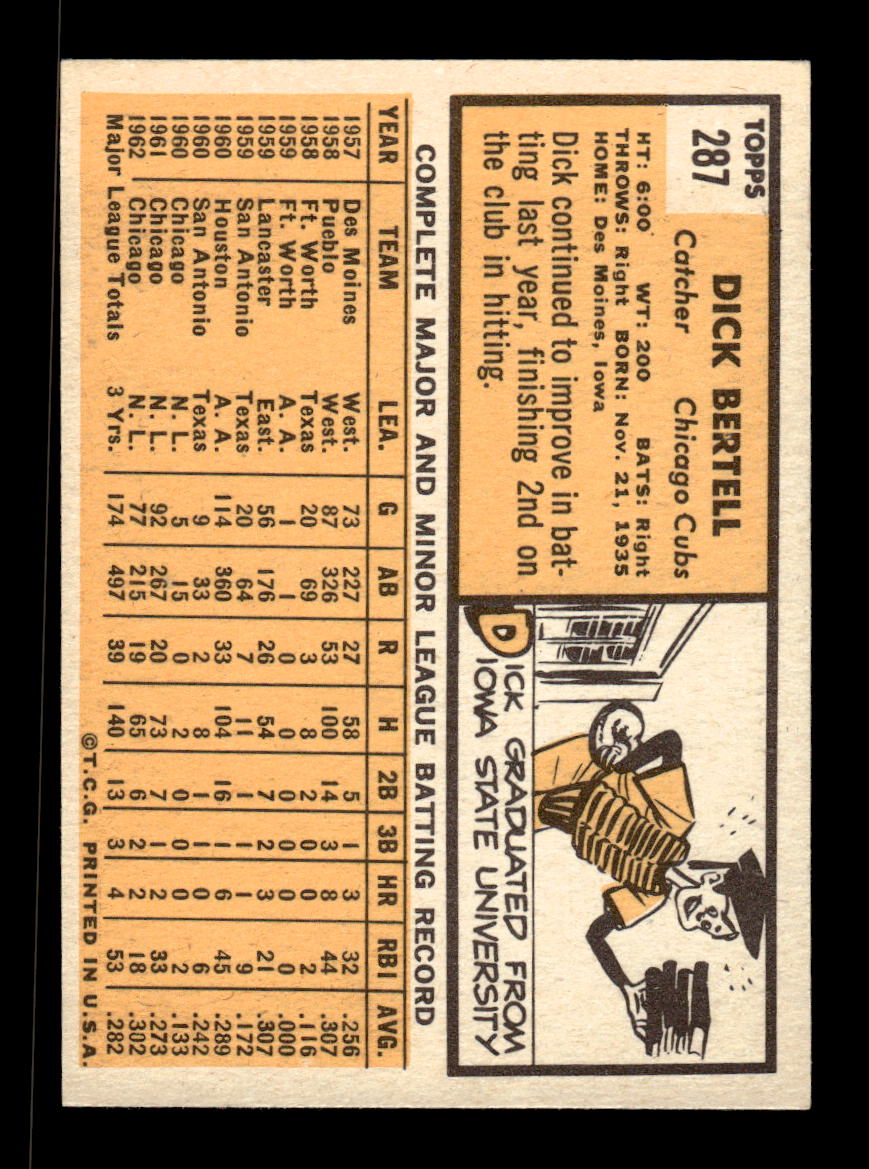 TOPPS
287
DICK BERTELL
Catcher Chicago Cubs
HT: 6:00 WT: 200 BATS: Right
THROWS: Right BORN: Nov. 21, 1935
HOME: Des Moines, Iowa
Dick continued to improve in bat-
ting last year, finishing 2nd on
the club in hitting.
DICK GRADUATED FROM
IOWA STATE UNIVERSITY
COMPLETE MAJOR AND MINOR LEAGUE BATTING RECORD
YEAR TEAM LEA. G AB R H 2B 3B HR RBI AVG.
1957 Des Moines West. 73 227 27 58 5 1 3 32 .256
1958 Pueblo West. 87 326 53 100 14 3 8 44 .307
1958 Ft. Worth Texas 20 69 3 8 2 0 0 2 .116
1959 Ft. Worth A. A. 1 1 0 0 0 0 0 0 .000
1959 Lancaster East. 56 176 26 54 7 2 3 21 .307
1959 San Antonio Texas 20 64 7 11 1 1 1 9 .172
1960 Houston A. A. 114 360 33 104 16 1 6 45 .289
1960 San Antonio Texas 9 33 2 8 1 1 0 6 .242
1960 Chicago N. L. 5 15 0 2 0 0 0 2 .133
1961 Chicago N. L. 92 267 20 73 7 1 2 33 .273
1962 Chicago N. L. 77 215 19 65 6 2 2 18 .302
Major League Totals 3 Yrs. 174 497 39 140 13 3 4 53 .282
©T.C.G. PRINTED IN U.S.A.